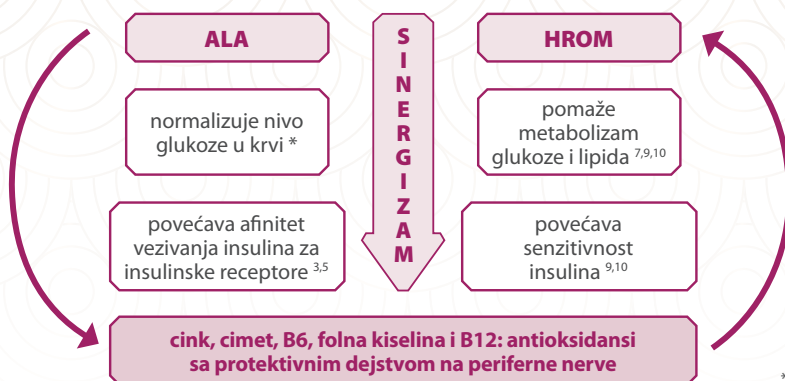 ALA
normalizuje nivo
glukoze u krvi *
povećava afinitet
vezivanja insulina za
insulinske receptore 3,5
SINERGIZAM
HROM
pomaže
metabolizam
glukoze i lipida 7,9,10
povećava
senzitivnost
insulina 9,10
cink, cimet, B6, folna kiselina i B12: antioksidansi
sa protektivnim dejstvom na periferne nerve
*